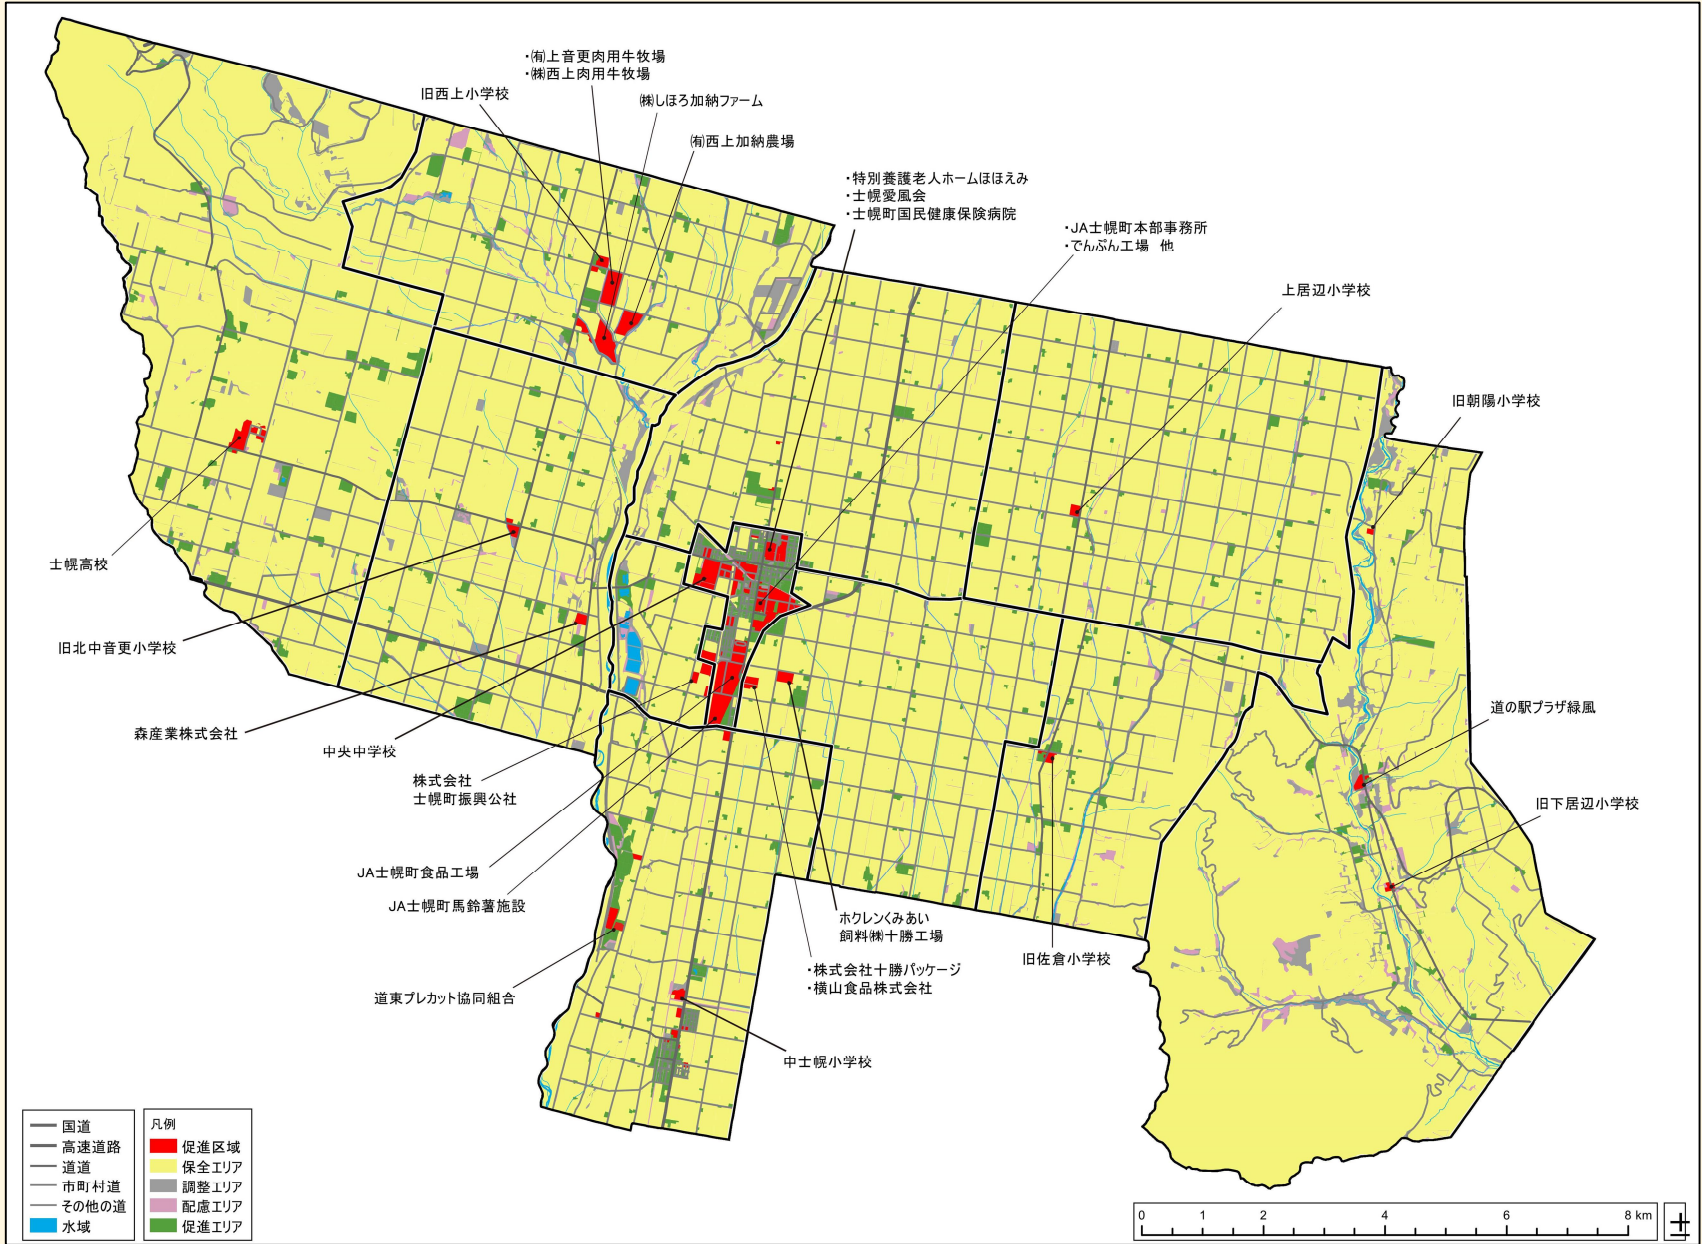 ・㈲上音更肉用牛牧場
・㈱西上肉用牛牧場
旧西上小学校
㈱しほろ加納ファーム
㈲西上加納農場
・特別養護老人ホームほほえみ
・士幌愛風会
・士幌町国民健康保険病院
・JA士幌町本部事務所
・でんぷん工場 他
上居辺小学校
旧朝陽小学校
士幌高校
旧北中音更小学校
森産業株式会社
中央中学校
株式会社
士幌町振興公社
JA士幌町食品工場
JA士幌町馬鈴薯施設
道東プレカット協同組合
ホクレンくみあい
飼料㈱十勝工場
・株式会社十勝パッケージ
・横山食品株式会社
中士幌小学校
旧佐倉小学校
道の駅プラザ緑風
旧下居辺小学校
国道
高速道路
道道
市町村道
その他の道
水域
凡例
促進区域
保全エリア
調整エリア
配慮エリア
促進エリア
0 1 2 4 6 8 km